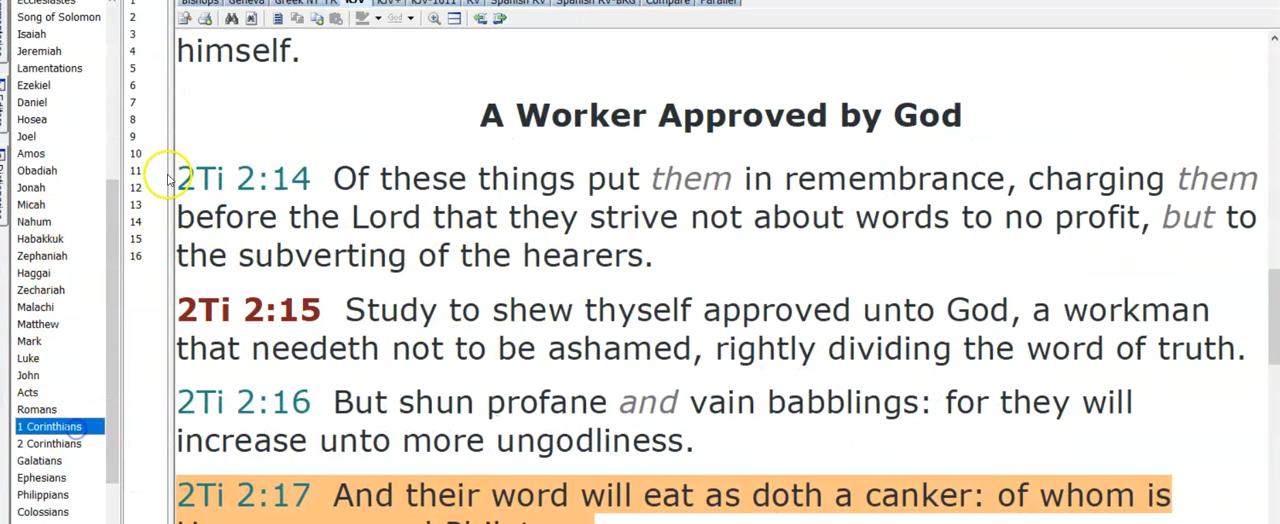 Bishops Geneva Greek NT TR KJV KJV+ KJV-1611 RV Spanish RV Spanish RV-BRG Compare Parallel
Ecclesiastes
Song of Solomon
Isaiah
Jeremiah
Lamentations
Ezekiel
Daniel
Hosea
Joel
Amos
Obadiah
Jonah
Micah
Nahum
Habakkuk
Zephaniah
Haggai
Zechariah
Malachi
Matthew
Mark
Luke
John
Acts
Romans
1 Corinthians
2 Corinthians
Galatians
Ephesians
Philippians
Colossians
1
2
3
4
5
6
7
8
9
10
11
12
13
14
15
16
God
himself.
A Worker Approved by God
2Ti 2:14 Of these things put them in remembrance, charging them
before the Lord that they strive not about words to no profit, but to
the subverting of the hearers.
2Ti 2:15 Study to shew thyself approved unto God, a workman
that needeth not to be ashamed, rightly dividing the word of truth.
2Ti 2:16 But shun profane and vain babblings: for they will
increase unto more ungodliness.
2Ti 2:17 And their word will eat as doth a canker: of whom is